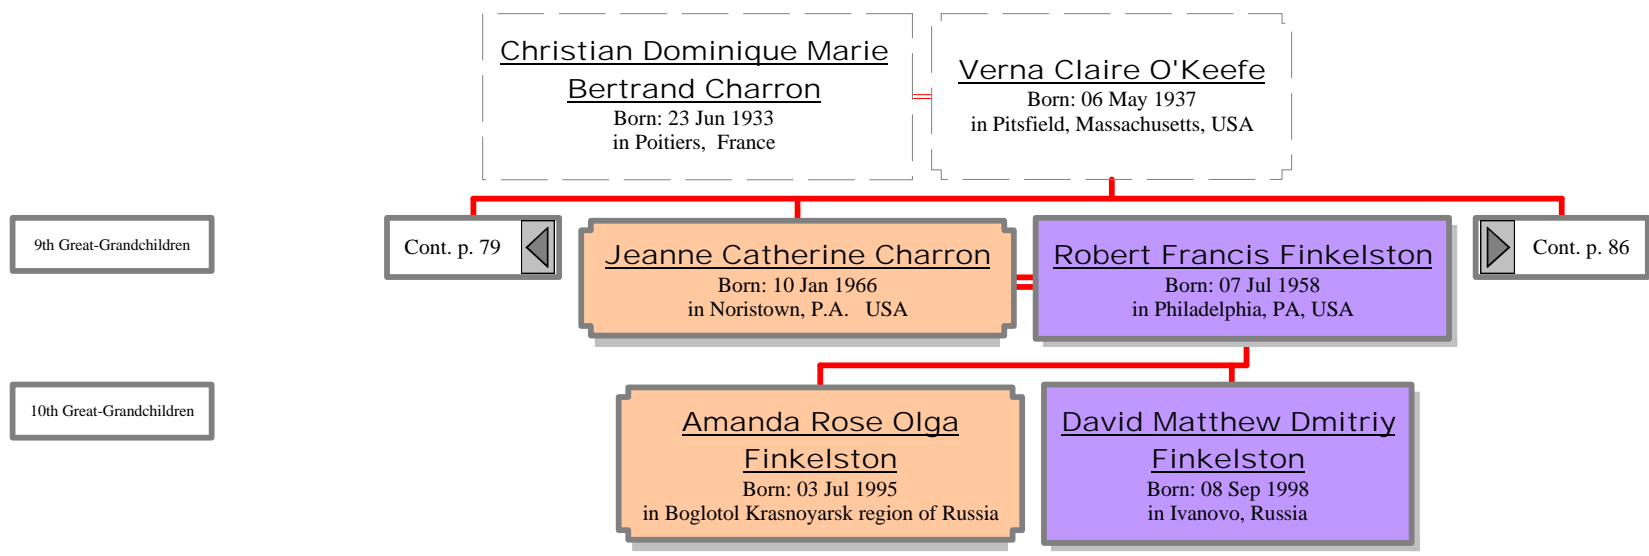 Christian Dominique Marie
Bertrand Charron
Born: 23 Jun 1933
in Poitiers,  France
Verna Claire O'Keefe
Born: 06 May 1937
in Pitsfield, Massachusetts, USA
9th Great-Grandchildren
Cont. p. 79
Jeanne Catherine Charron
Born: 10 Jan 1966
in Noristown, P.A.   USA
Robert Francis Finkelston
Born: 07 Jul 1958
in Philadelphia, PA, USA
Cont. p. 86
10th Great-Grandchildren
Amanda Rose Olga
Finkelston
Born: 03 Jul 1995
in Boglotol Krasnoyarsk region of Russia
David Matthew Dmitriy
Finkelston
Born: 08 Sep 1998
in Ivanovo, Russia